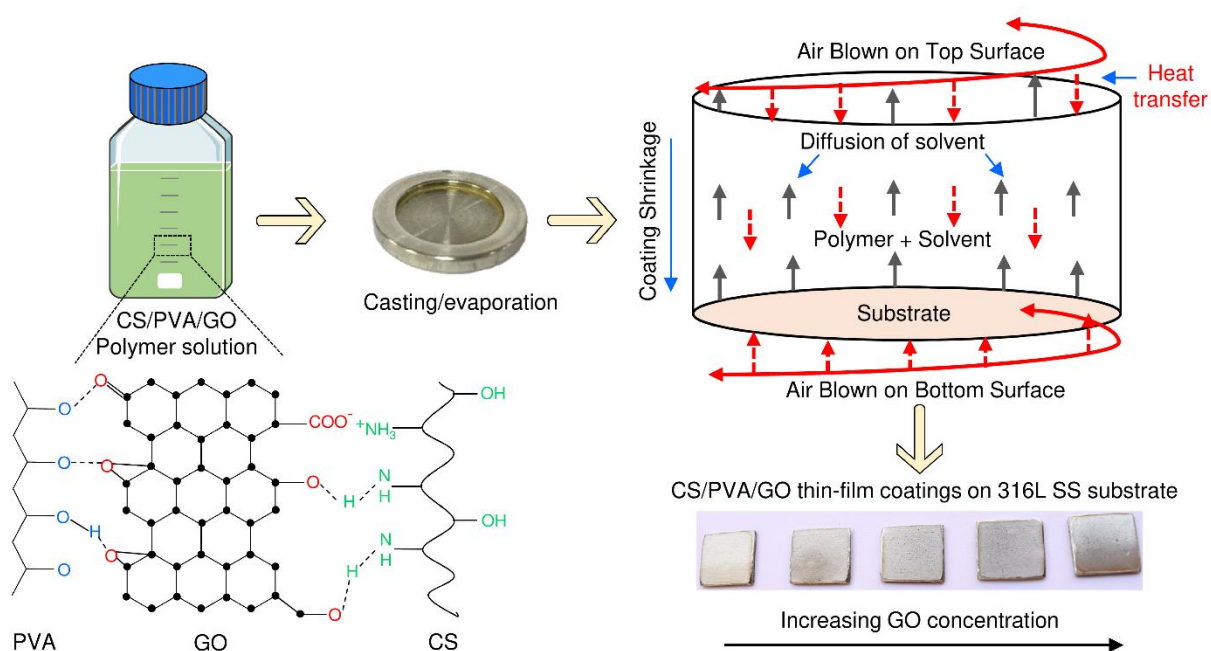 CS/PVA/GO
Polymer solution
Casting/evaporation
Air Blown on Top Surface
Heat
transfer
Diffusion of solvent
Coating Shrinkage
Polymer + Solvent
Substrate
Air Blown on Bottom Surface
O
O
O
O
O
H
O
O
COO⁻
O
H
O
H
⁺NH₃
OH
N
H
OH
N
H
PVA
GO
CS
CS/PVA/GO thin-film coatings on 316L SS substrate
Increasing GO concentration